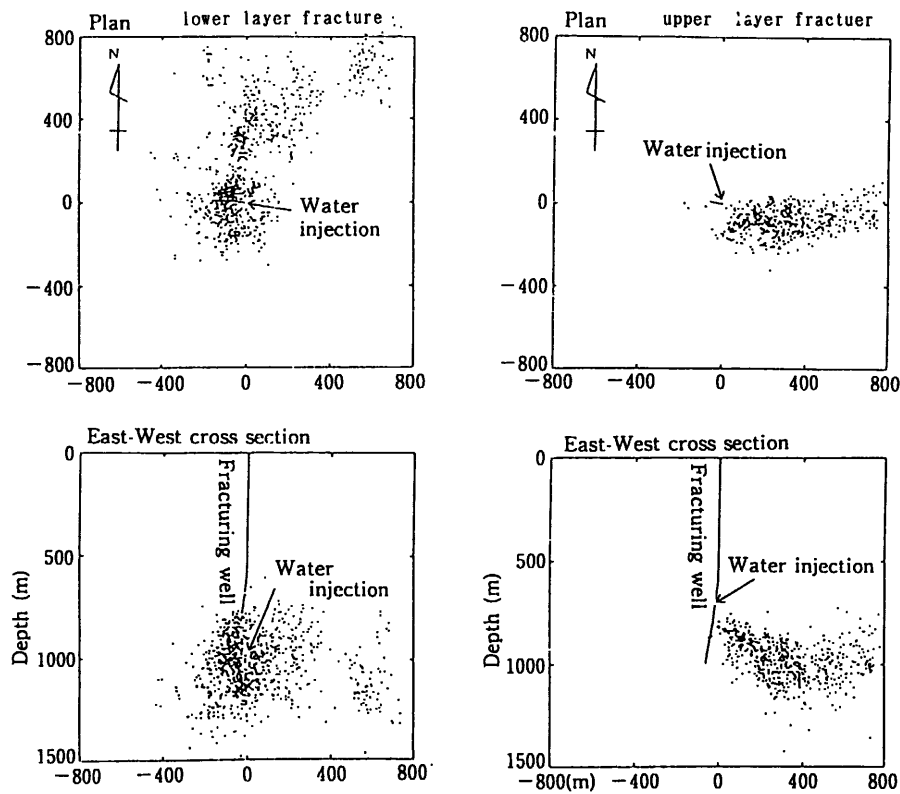 Plan lower layer fracture
800
N
400
0
Water
injection
−400
−800
−800 −400 0 400 800
Plan upper layer fractuer
800
N
400
Water injection
0
−400
−800
−800 −400 0 400 800
East-West cross section
0
Fracturing well
500
Water
injection
Depth (m)
1000
1500
−800 −400 0 400 800
East-West cross section
0
Fracturing well
500
Water
injection
Depth (m)
1000
1500
−800(m) −400 0 400 800